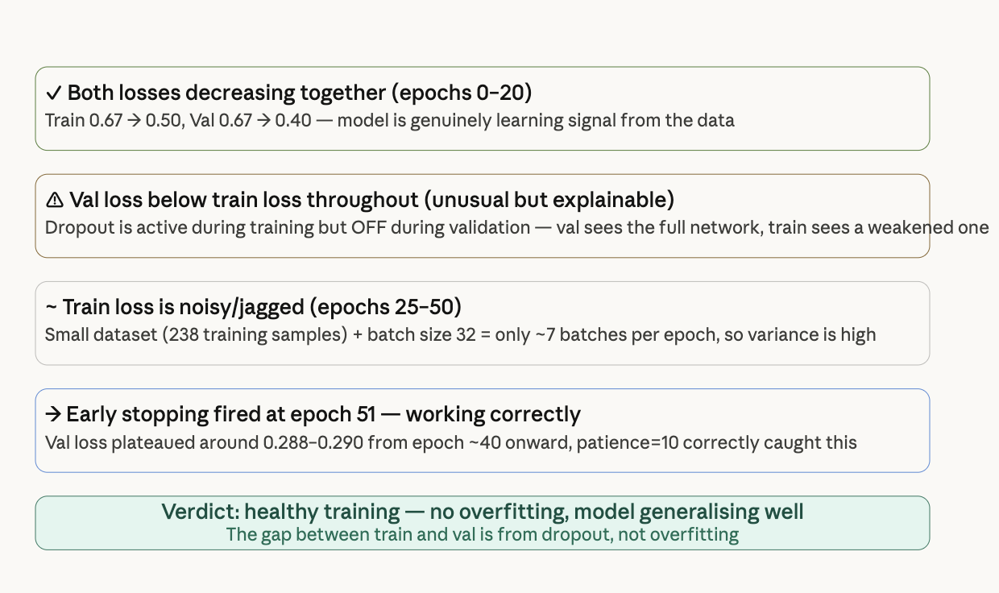 ✓ Both losses decreasing together (epochs 0–20)
Train 0.67 → 0.50, Val 0.67 → 0.40 — model is genuinely learning signal from the data
⚠ Val loss below train loss throughout (unusual but explainable)
Dropout is active during training but OFF during validation — val sees the full network, train sees a weakened one
~ Train loss is noisy/jagged (epochs 25–50)
Small dataset (238 training samples) + batch size 32 = only ~7 batches per epoch, so variance is high
→ Early stopping fired at epoch 51 — working correctly
Val loss plateaued around 0.288–0.290 from epoch ~40 onward, patience=10 correctly caught this
Verdict: healthy training — no overfitting, model generalising well
The gap between train and val is from dropout, not overfitting